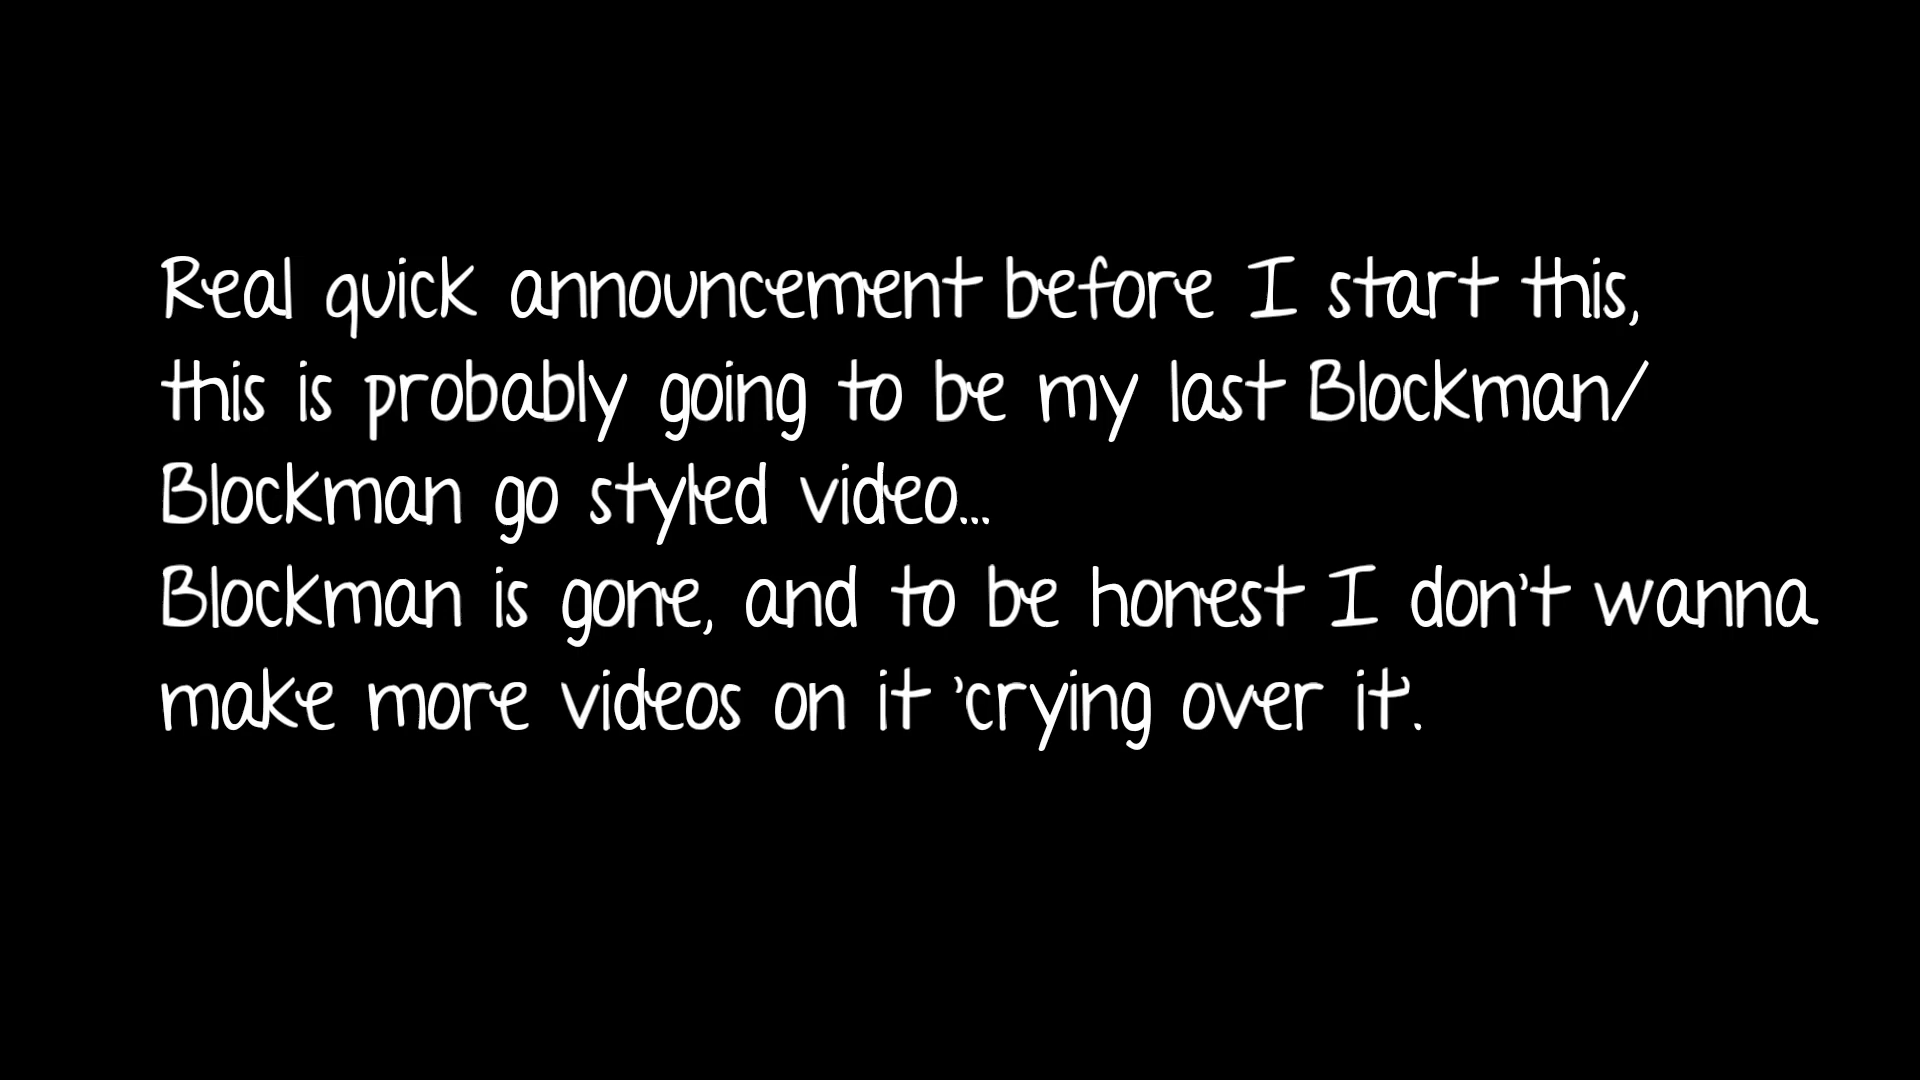 Real quick announcement before I start this,
this is probably going to be my last Blockman/
Blockman go styled video...
Blockman is gone, and to be honest I don't wanna
make more videos on it 'crying over it'.